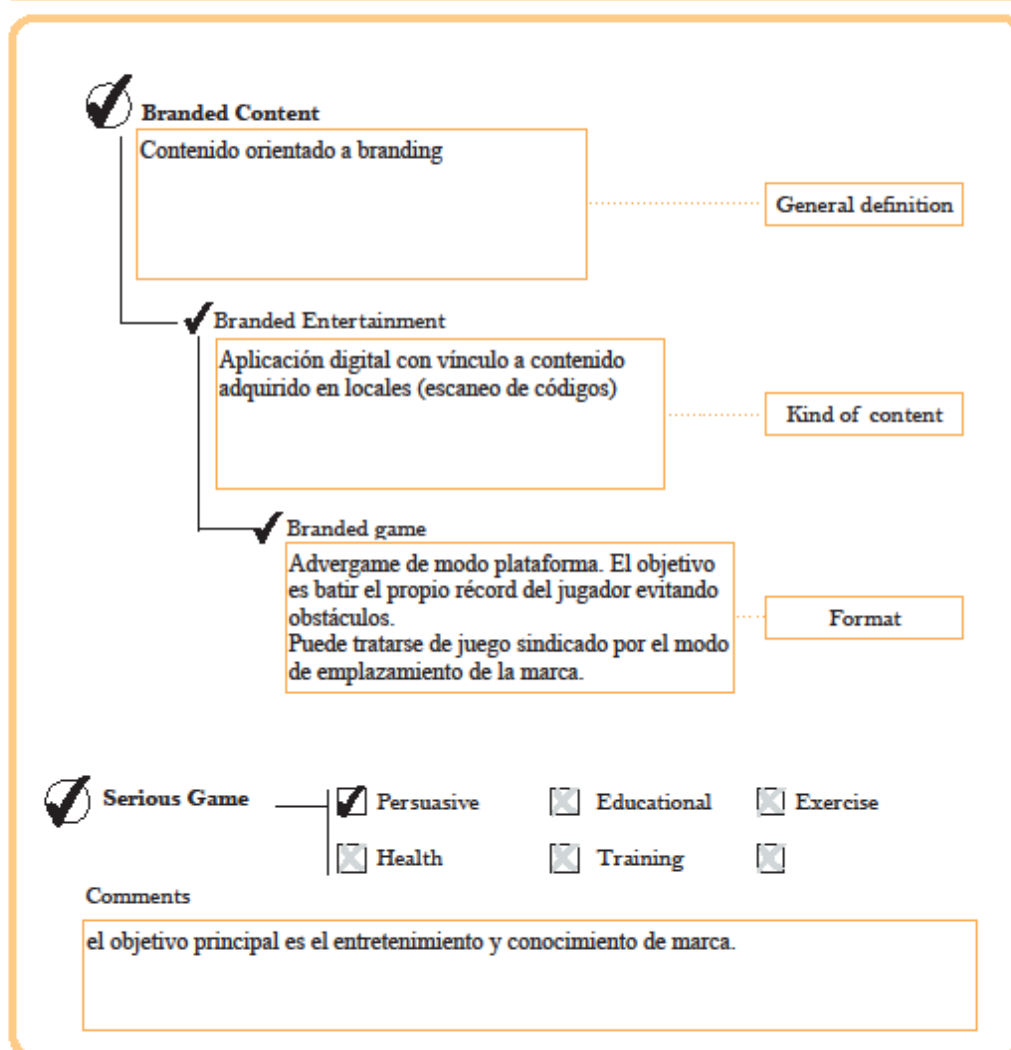 Branded Content
Contenido orientado a branding
General definition
Branded Entertainment
Aplicación digital con vínculo a contenido
adquirido en locales (escaneo de códigos)
Kind of content
Branded game
Advergame de modo plataforma. El objetivo
es batir el propio récord del jugador evitando
obstáculos.
Puede tratarse de juego sindicado por el modo
de emplazamiento de la marca.
Format
Serious Game
Persuasive
Educational
Exercise
Health
Training
Comments
el objetivo principal es el entretenimiento y conocimiento de marca.